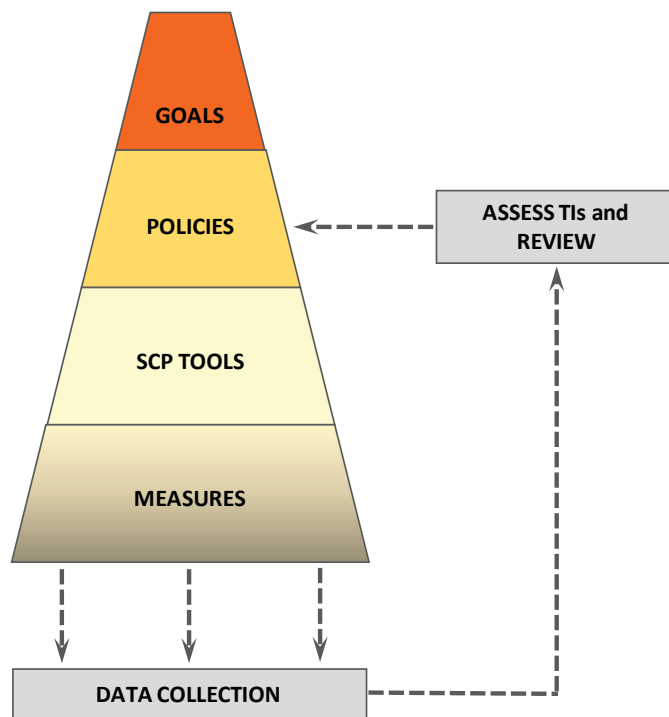 GOALS
POLICIES
ASSESS TIs and
REVIEW
SCP TOOLS
MEASURES
DATA COLLECTION